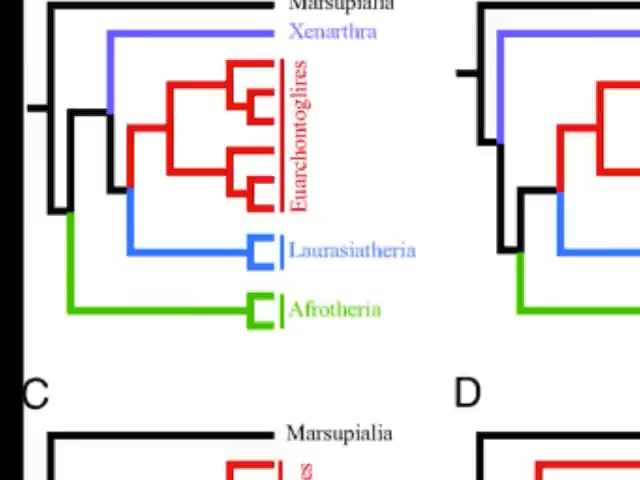 Marsupialia
Xenarthra
Euarchontoglires
Laurasiatheria
Afrotheria
C
D
Marsupialia